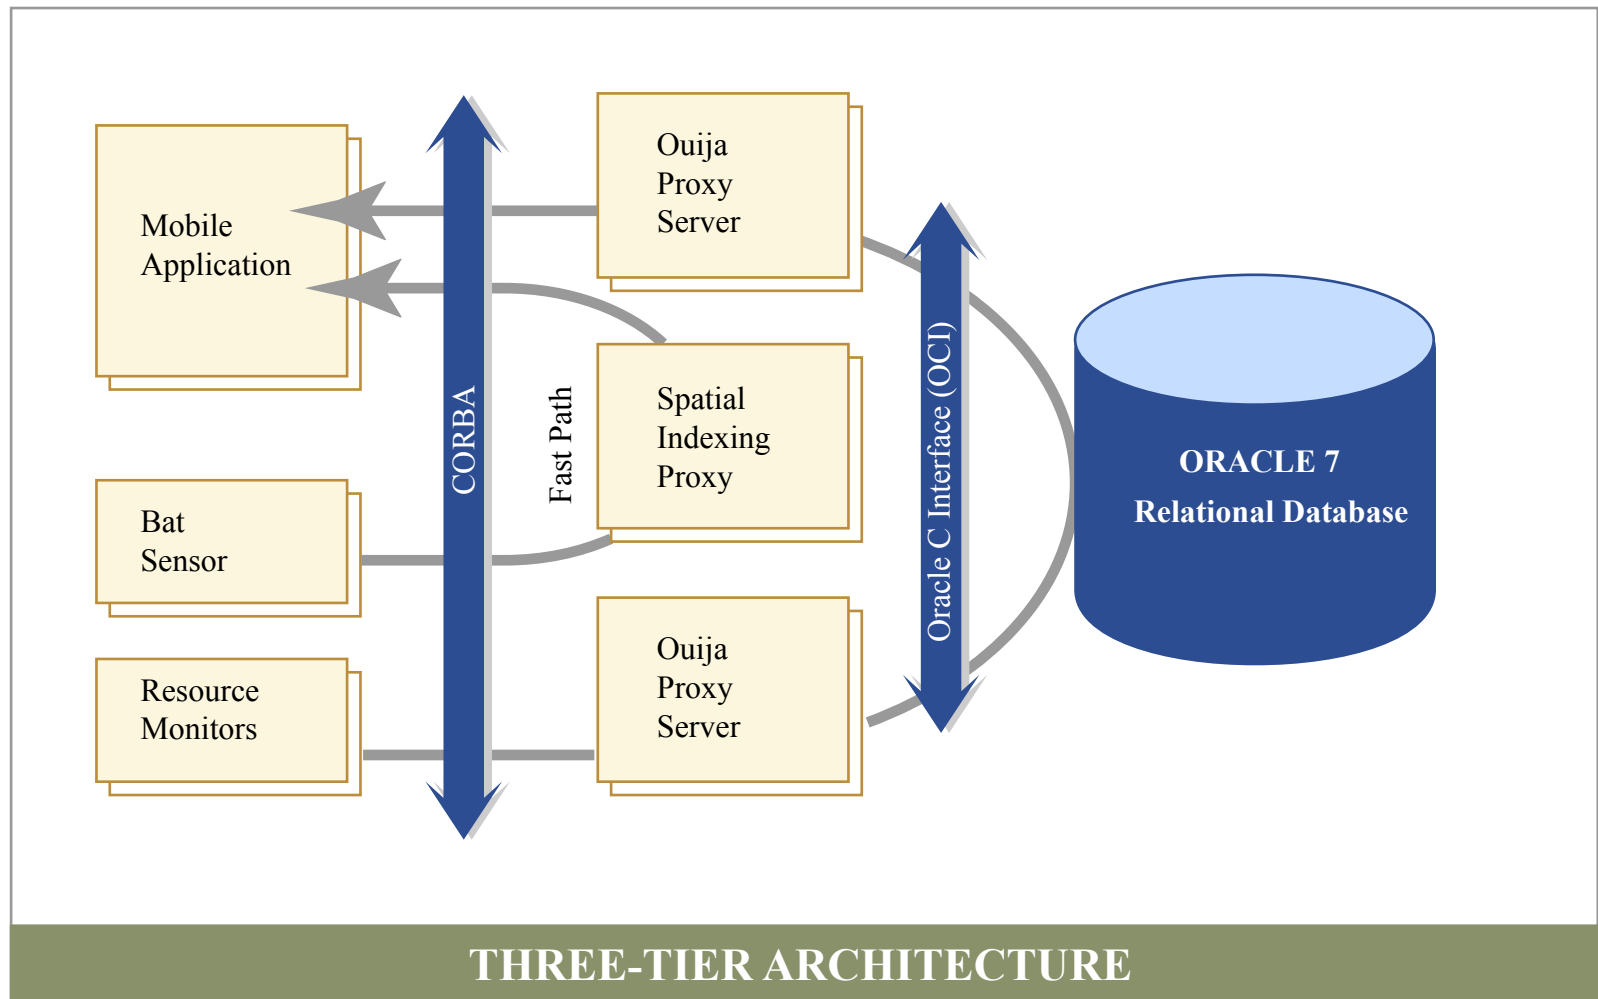 Mobile
Application
Bat
Sensor
Resource
Monitors
CORBA
Fast Path
Ouija
Proxy
Server
Spatial
Indexing
Proxy
Ouija
Proxy
Server
Oracle C Interface (OCI)
ORACLE 7
Relational Database
THREE-TIER ARCHITECTURE